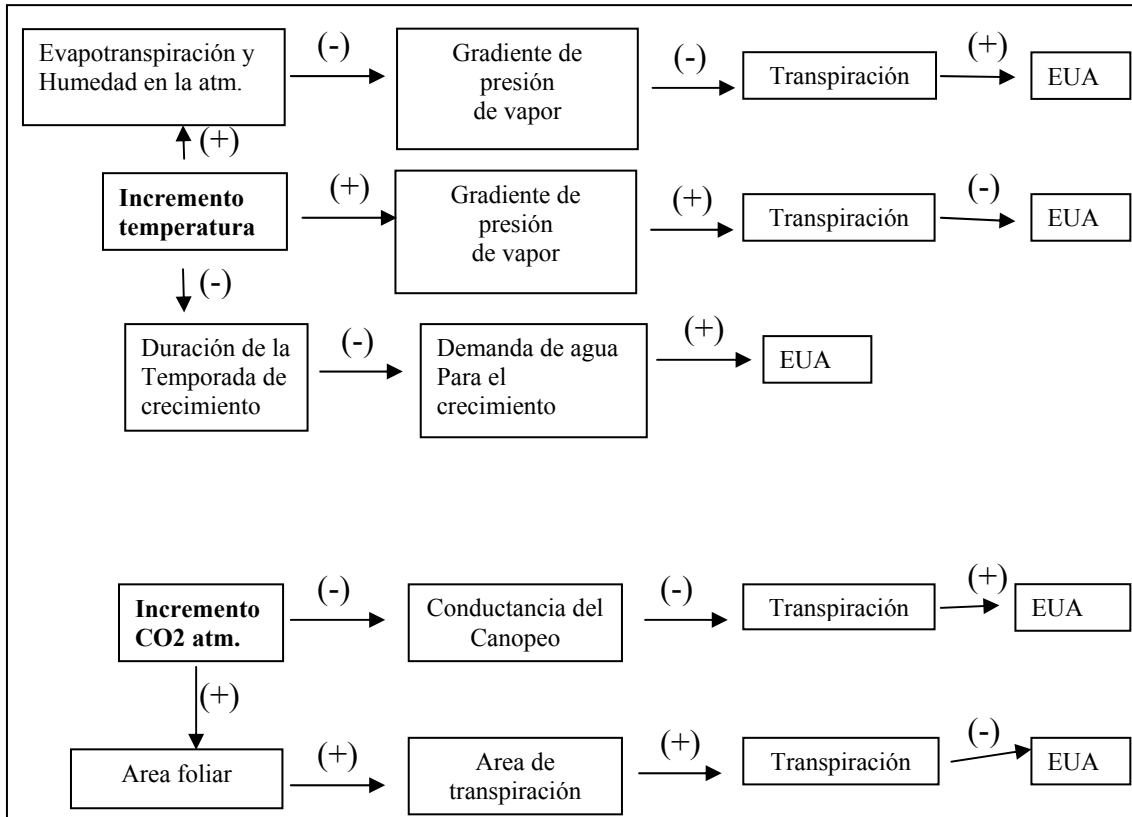 Evapotranspiración y
Humedad en la atm.
(-)
Gradiente de
presión
de vapor
(-)
Transpiración
(+)
EUA
(+)
Incremento
temperatura
(+)
Gradiente de
presión
de vapor
(+)
Transpiración
(-)
EUA
(-)
Duración de la
Temporada de
crecimiento
(-)
Demanda de agua
Para el
crecimiento
(+)
EUA
Incremento
CO2 atm.
(-)
Conductancia del
Canopeo
(-)
Transpiración
(+)
EUA
(+)
Area foliar
(+)
Area de
transpiración
(+)
Transpiración
(-)
EUA